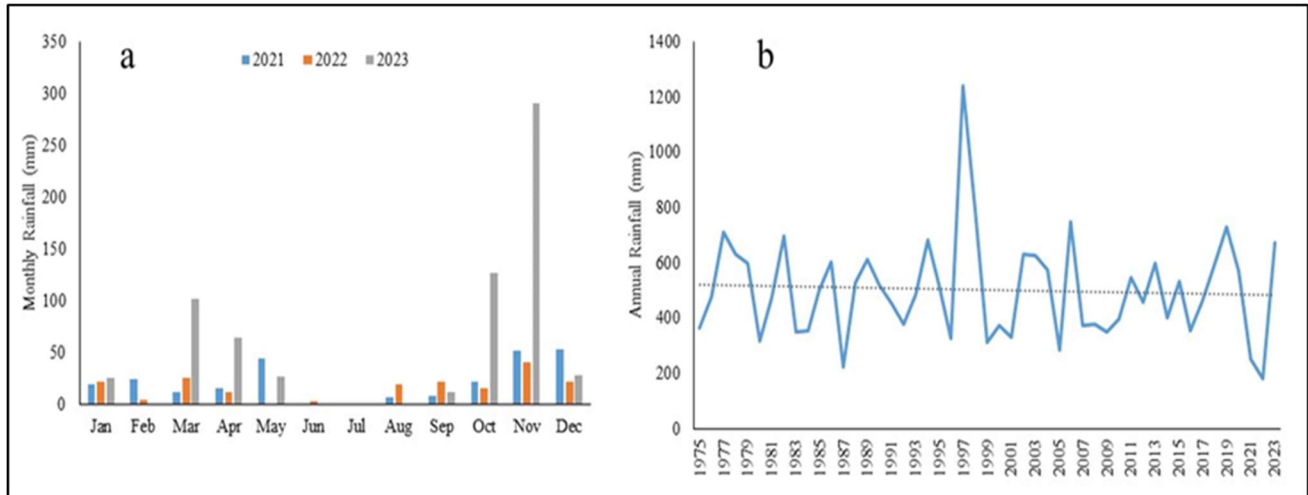 a
2021 2022 2023
Monthly Rainfall (mm)
350
300
250
200
150
100
50
0
Jan Feb Mar Apr May Jun Jul Aug Sep Oct Nov Dec
b
Annual Rainfall (mm)
1400
1200
1000
800
600
400
200
0
1975 1977 1979 1981 1983 1985 1987 1989 1991 1993 1995 1997 1999 2001 2003 2005 2007 2009 2011 2013 2015 2017 2019 2021 2023